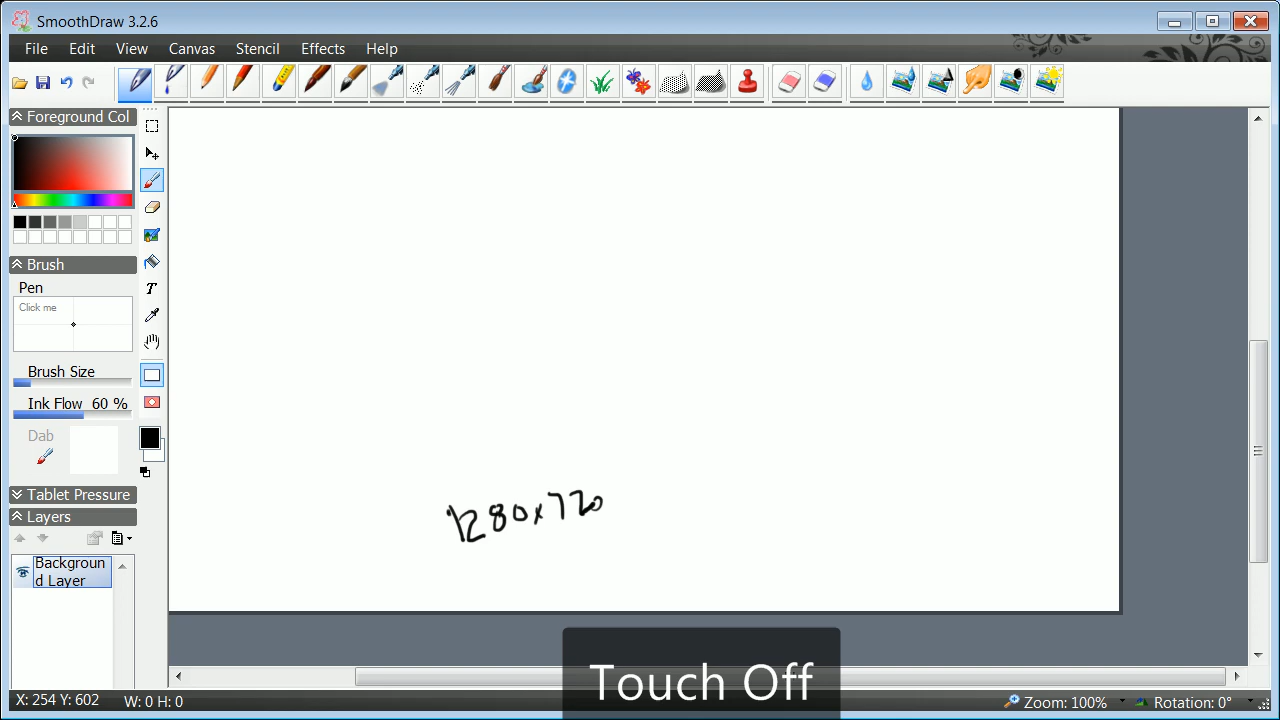 SmoothDraw 3.2.6
File Edit View Canvas Stencil Effects Help
Foreground Col
Brush
Pen
Click me
Brush Size
Ink Flow 60 %
Dab
Tablet Pressure
Layers
Background Layer
T
1280x720
Touch Off
X: 254 Y: 602 W: 0 H: 0 Zoom: 100% Rotation: 0°